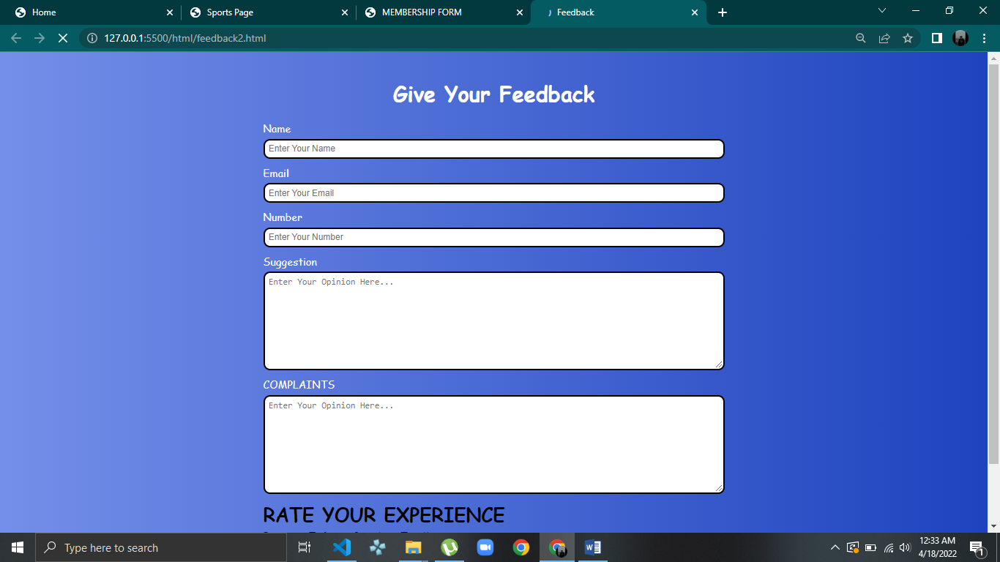 Home
Sports Page
MEMBERSHIP FORM
Feedback
127.0.0.1:5500/html/feedback2.html
Give Your Feedback
Name
Enter Your Name
Email
Enter Your Email
Number
Enter Your Number
Suggestion
Enter Your Opinion Here...
COMPLAINTS
Enter Your Opinion Here...
RATE YOUR EXPERIENCE
Type here to search
12:33 AM
4/18/2022
1